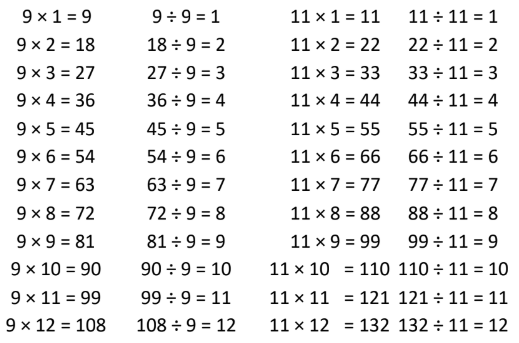 9 × 1 = 9 9 ÷ 9 = 1 11 × 1 = 11 11 ÷ 11 = 1
9 × 2 = 18 18 ÷ 9 = 2 11 × 2 = 22 22 ÷ 11 = 2
9 × 3 = 27 27 ÷ 9 = 3 11 × 3 = 33 33 ÷ 11 = 3
9 × 4 = 36 36 ÷ 9 = 4 11 × 4 = 44 44 ÷ 11 = 4
9 × 5 = 45 45 ÷ 9 = 5 11 × 5 = 55 55 ÷ 11 = 5
9 × 6 = 54 54 ÷ 9 = 6 11 × 6 = 66 66 ÷ 11 = 6
9 × 7 = 63 63 ÷ 9 = 7 11 × 7 = 77 77 ÷ 11 = 7
9 × 8 = 72 72 ÷ 9 = 8 11 × 8 = 88 88 ÷ 11 = 8
9 × 9 = 81 81 ÷ 9 = 9 11 × 9 = 99 99 ÷ 11 = 9
9 × 10 = 90 90 ÷ 9 = 10 11 × 10 = 110 110 ÷ 11 = 10
9 × 11 = 99 99 ÷ 9 = 11 11 × 11 = 121 121 ÷ 11 = 11
9 × 12 = 108 108 ÷ 9 = 12 11 × 12 = 132 132 ÷ 11 = 12